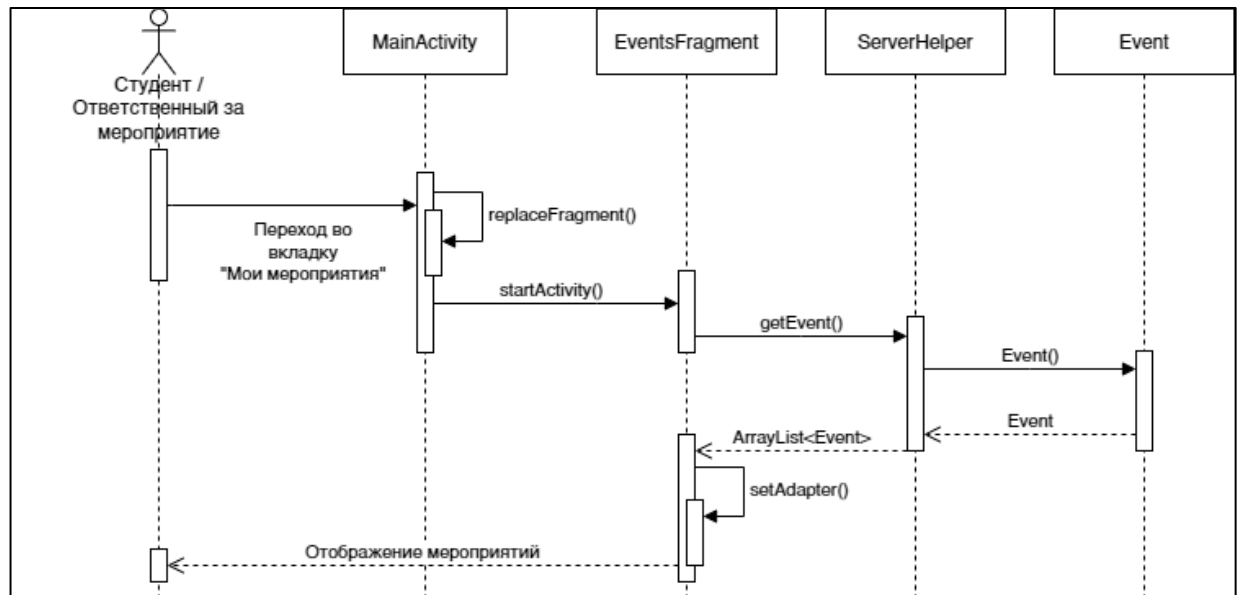 MainActivity
EventsFragment
ServerHelper
Event
Студент /
Ответственный за
мероприятие
replaceFragment()
Переход во
вкладку
"Мои мероприятия"
startActivity()
getEvent()
Event()
Event
ArrayList<Event>
setAdapter()
Отображение мероприятий